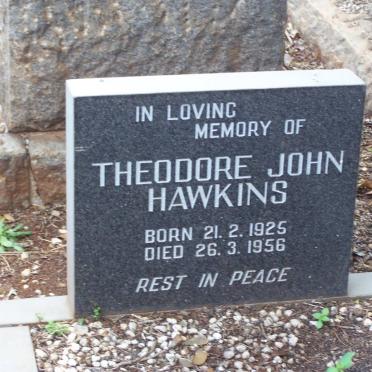 IN LOVING
MEMORY OF
THEODORE JOHN
HAWKINS
BORN 21. 2. 1925
DIED 26. 3. 1956
REST IN PEACE